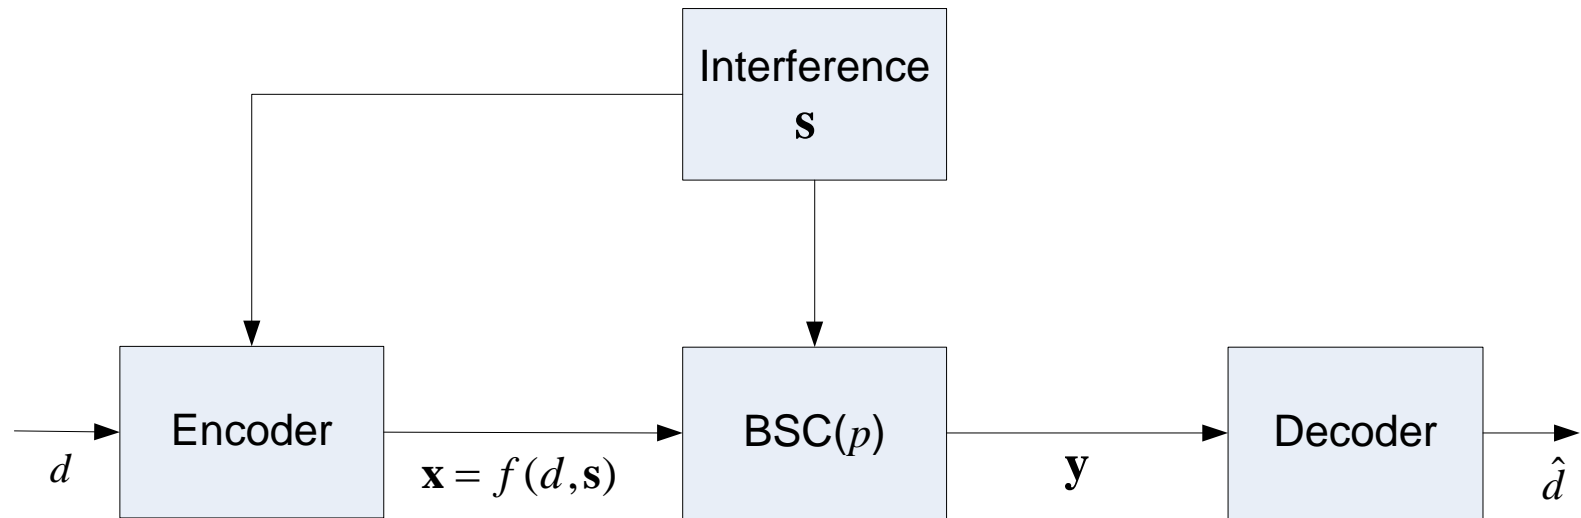 Interference
s
Encoder
BSC(p)
Decoder
d
x = f(d,s)
y
d̂